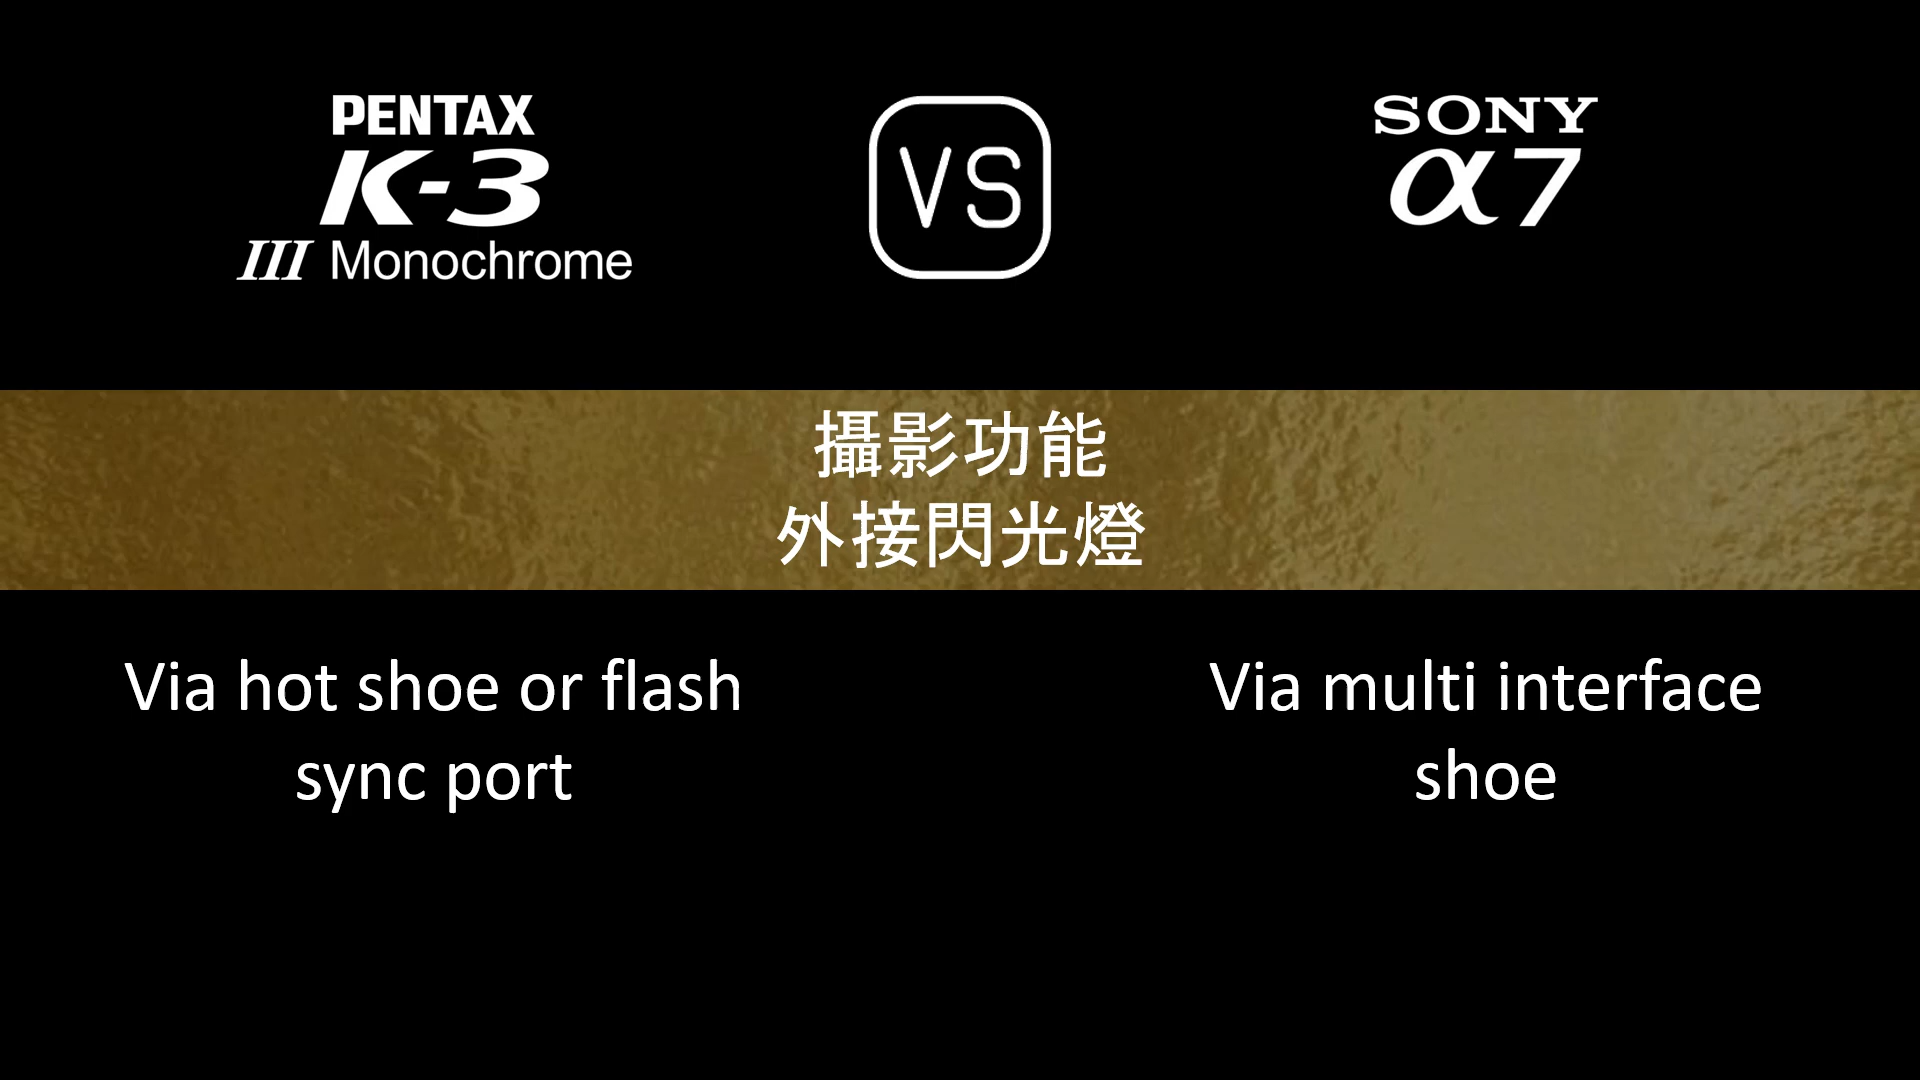 PENTAX
K-3
III Monochrome
VS
SONY
α7
攝影功能
外接閃光燈
Via hot shoe or flash
sync port
Via multi interface
shoe